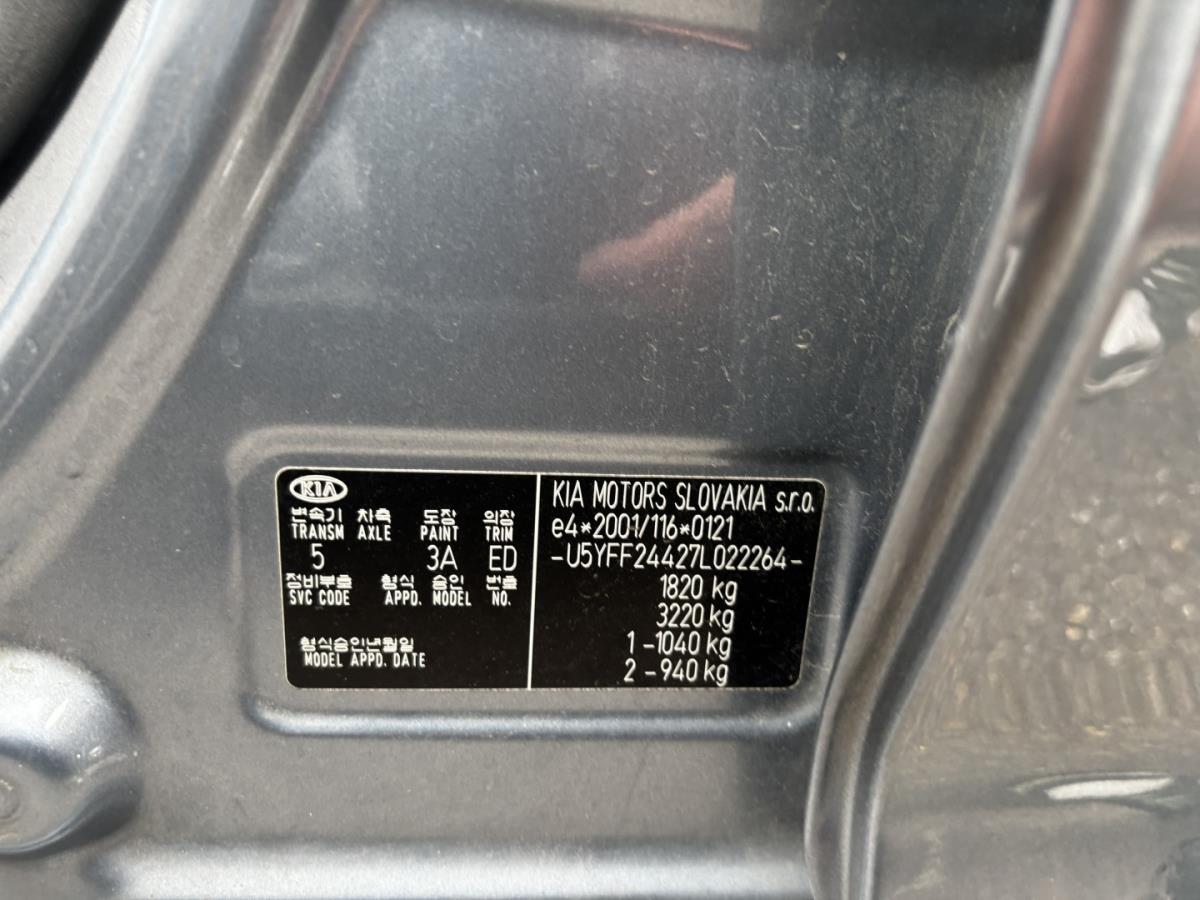 KIA
변속기 차축 도장 의장
TRANSM AXLE PAINT TRIM
5 3A ED
정비부호 형식 승인 번호
SVC CODE APPD. MODEL NO.
형식승인년월일
MODEL APPD. DATE
KIA MOTORS SLOVAKIA s.r.o.
e4*2001/116*0121
-U5YFF24427L022264-
1820 kg
3220 kg
1 -1040 kg
2 -940 kg